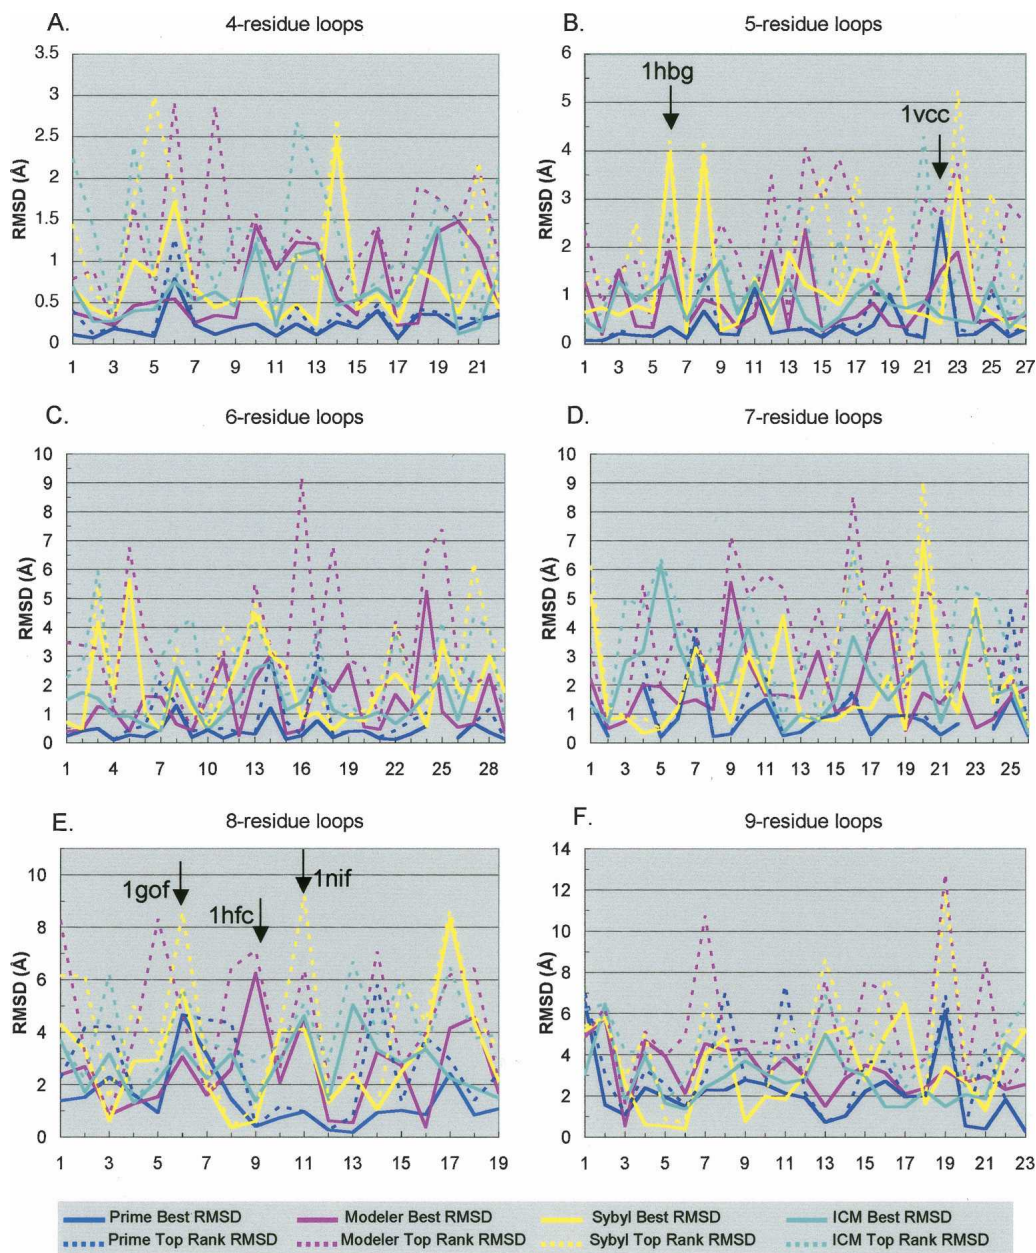 A. 4-residue loops
3.5
3
2.5
2
1.5
1
0.5
0
RMSD (Å)
1 3 5 7 9 11 13 15 17 19 21
B. 5-residue loops
6
5
4
3
2
1
0
RMSD (Å)
1hbg
1vcc
1 3 5 7 9 11 13 15 17 19 21 23 25 27
C. 6-residue loops
10
9
8
7
6
5
4
3
2
1
0
RMSD (Å)
1 4 7 10 13 16 19 22 25 28
D. 7-residue loops
10
9
8
7
6
5
4
3
2
1
0
RMSD (Å)
1 3 5 7 9 11 13 15 17 19 21 23 25
E. 8-residue loops
10
8
6
4
2
0
RMSD (Å)
1gof
1hfc
1nif
1 3 5 7 9 11 13 15 17 19
F. 9-residue loops
14
12
10
8
6
4
2
0
RMSD (Å)
1 3 5 7 9 11 13 15 17 19 21 23
Prime Best RMSD Modeler Best RMSD Sybyl Best RMSD ICM Best RMSD
Prime Top Rank RMSD Modeler Top Rank RMSD Sybyl Top Rank RMSD ICM Top Rank RMSD